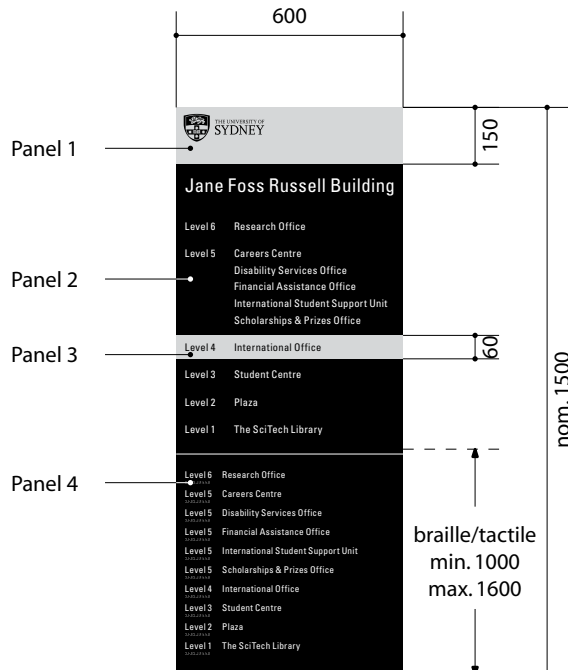 600
THE UNIVERSITY OF
SYDNEY
150
Panel 1
Jane Foss Russell Building
Level 6 Research Office
Level 5 Careers Centre
Disability Services Office
Panel 2
Financial Assistance Office
International Student Support Unit
Scholarships & Prizes Office
Panel 3
Level 4 International Office
60
Level 3 Student Centre
Level 2 Plaza
nom. 1500
Level 1 The SciTech Library
Panel 4
Level 6 Research Office
Level 5 Careers Centre
Level 5 Disability Services Office
Level 5 Financial Assistance Office
Level 5 International Student Support Unit
Level 5 Scholarships & Prizes Office
Level 4 International Office
Level 3 Student Centre
Level 2 Plaza
Level 1 The SciTech Library
braille/tactile
min. 1000
max. 1600